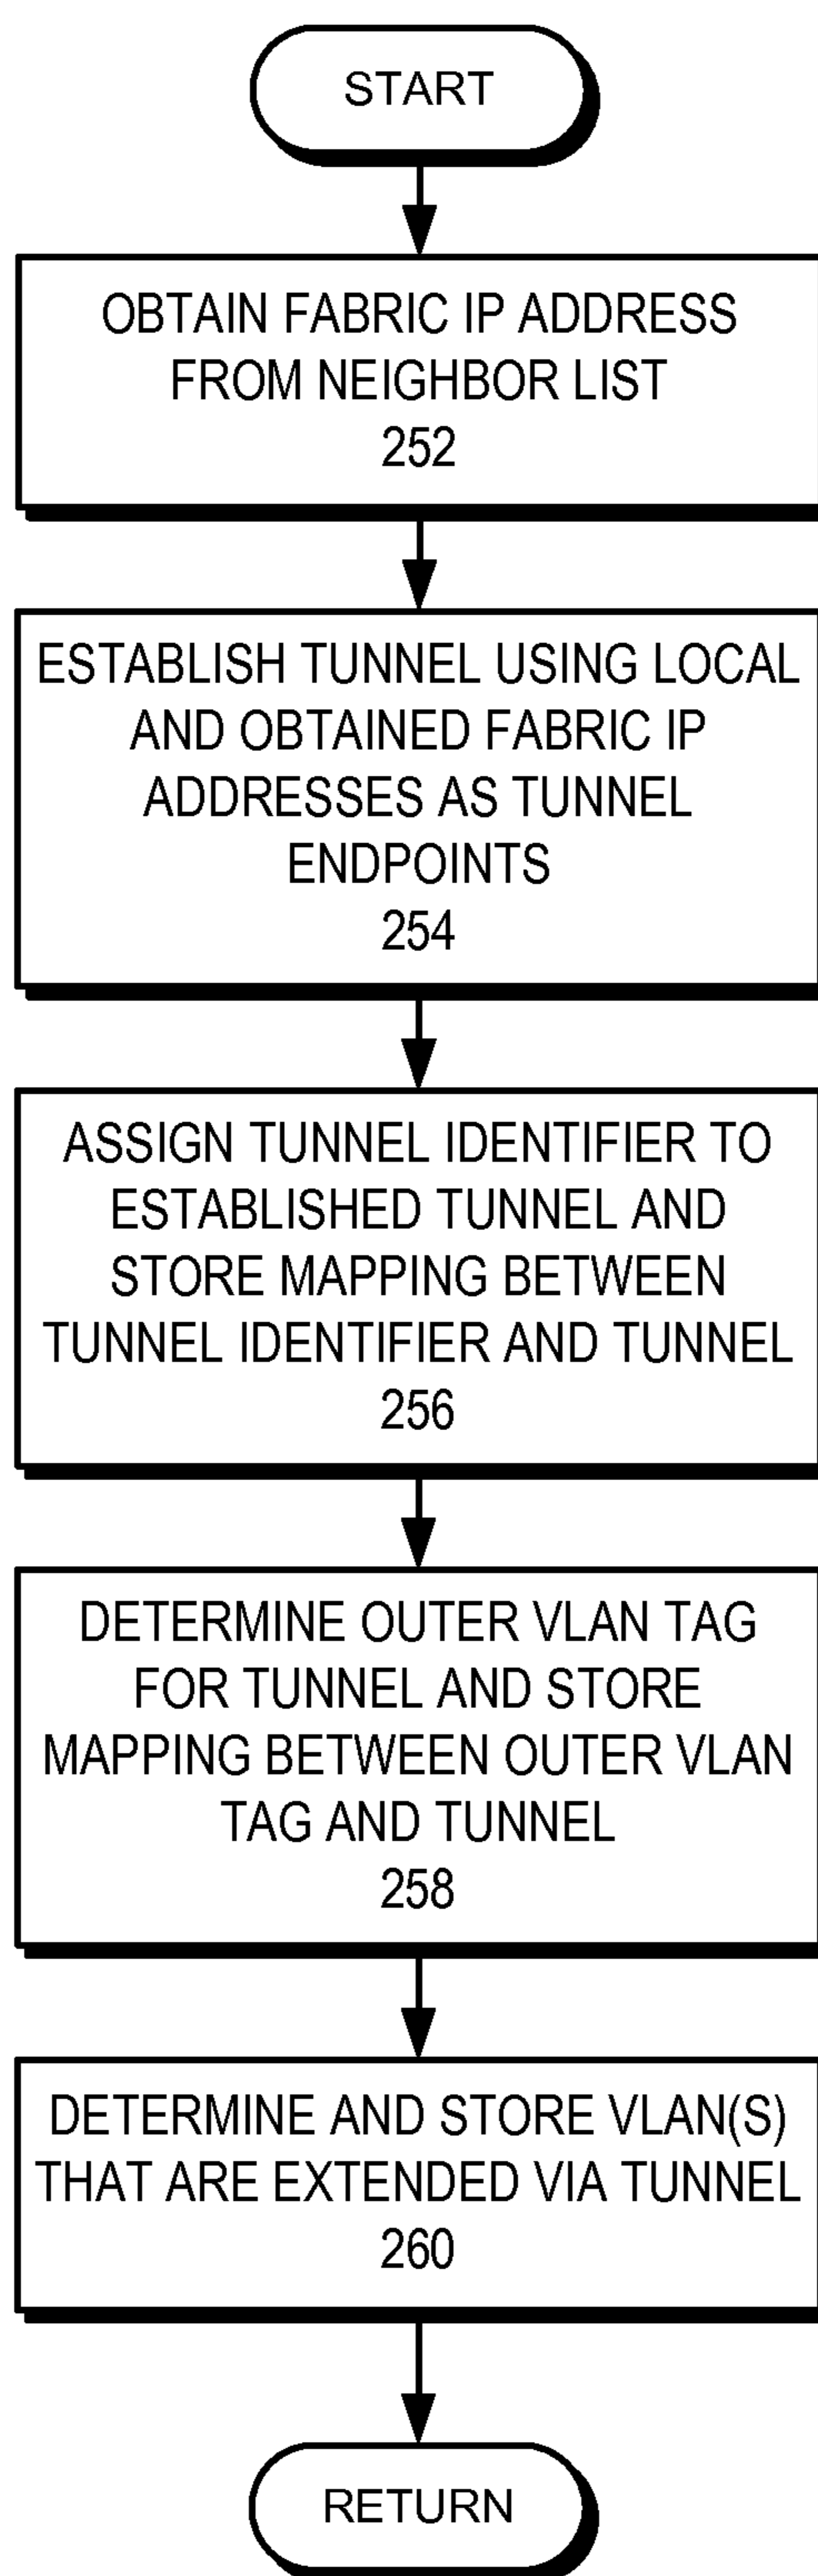 START
OBTAIN FABRIC IP ADDRESS
FROM NEIGHBOR LIST
252
ESTABLISH TUNNEL USING LOCAL
AND OBTAINED FABRIC IP
ADDRESSES AS TUNNEL
ENDPOINTS
254
ASSIGN TUNNEL IDENTIFIER TO
ESTABLISHED TUNNEL AND
STORE MAPPING BETWEEN
TUNNEL IDENTIFIER AND TUNNEL
256
DETERMINE OUTER VLAN TAG
FOR TUNNEL AND STORE
MAPPING BETWEEN OUTER VLAN
TAG AND TUNNEL
258
DETERMINE AND STORE VLAN(S)
THAT ARE EXTENDED VIA TUNNEL
260
RETURN